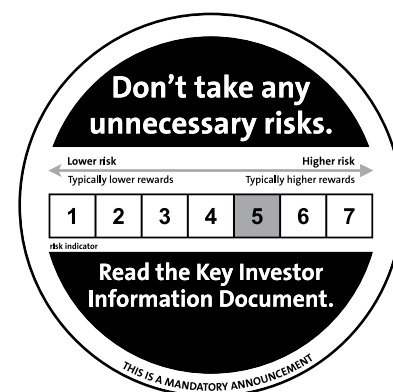 Don't take any
unnecessary risks.
Lower risk Higher risk
Typically lower rewards Typically higher rewards
1 2 3 4 5 6 7
risk indicator
Read the Key Investor
Information Document.
THIS IS A MANDATORY ANNOUNCEMENT